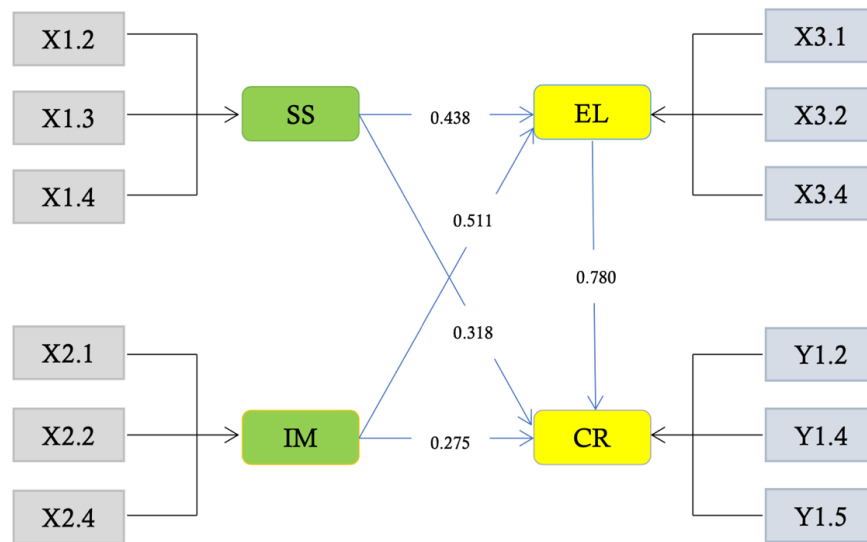 X1.2
X1.3
X1.4
SS
0.438
EL
X3.1
X3.2
X3.4
0.511
0.780
0.318
X2.1
X2.2
X2.4
IM
0.275
CR
Y1.2
Y1.4
Y1.5